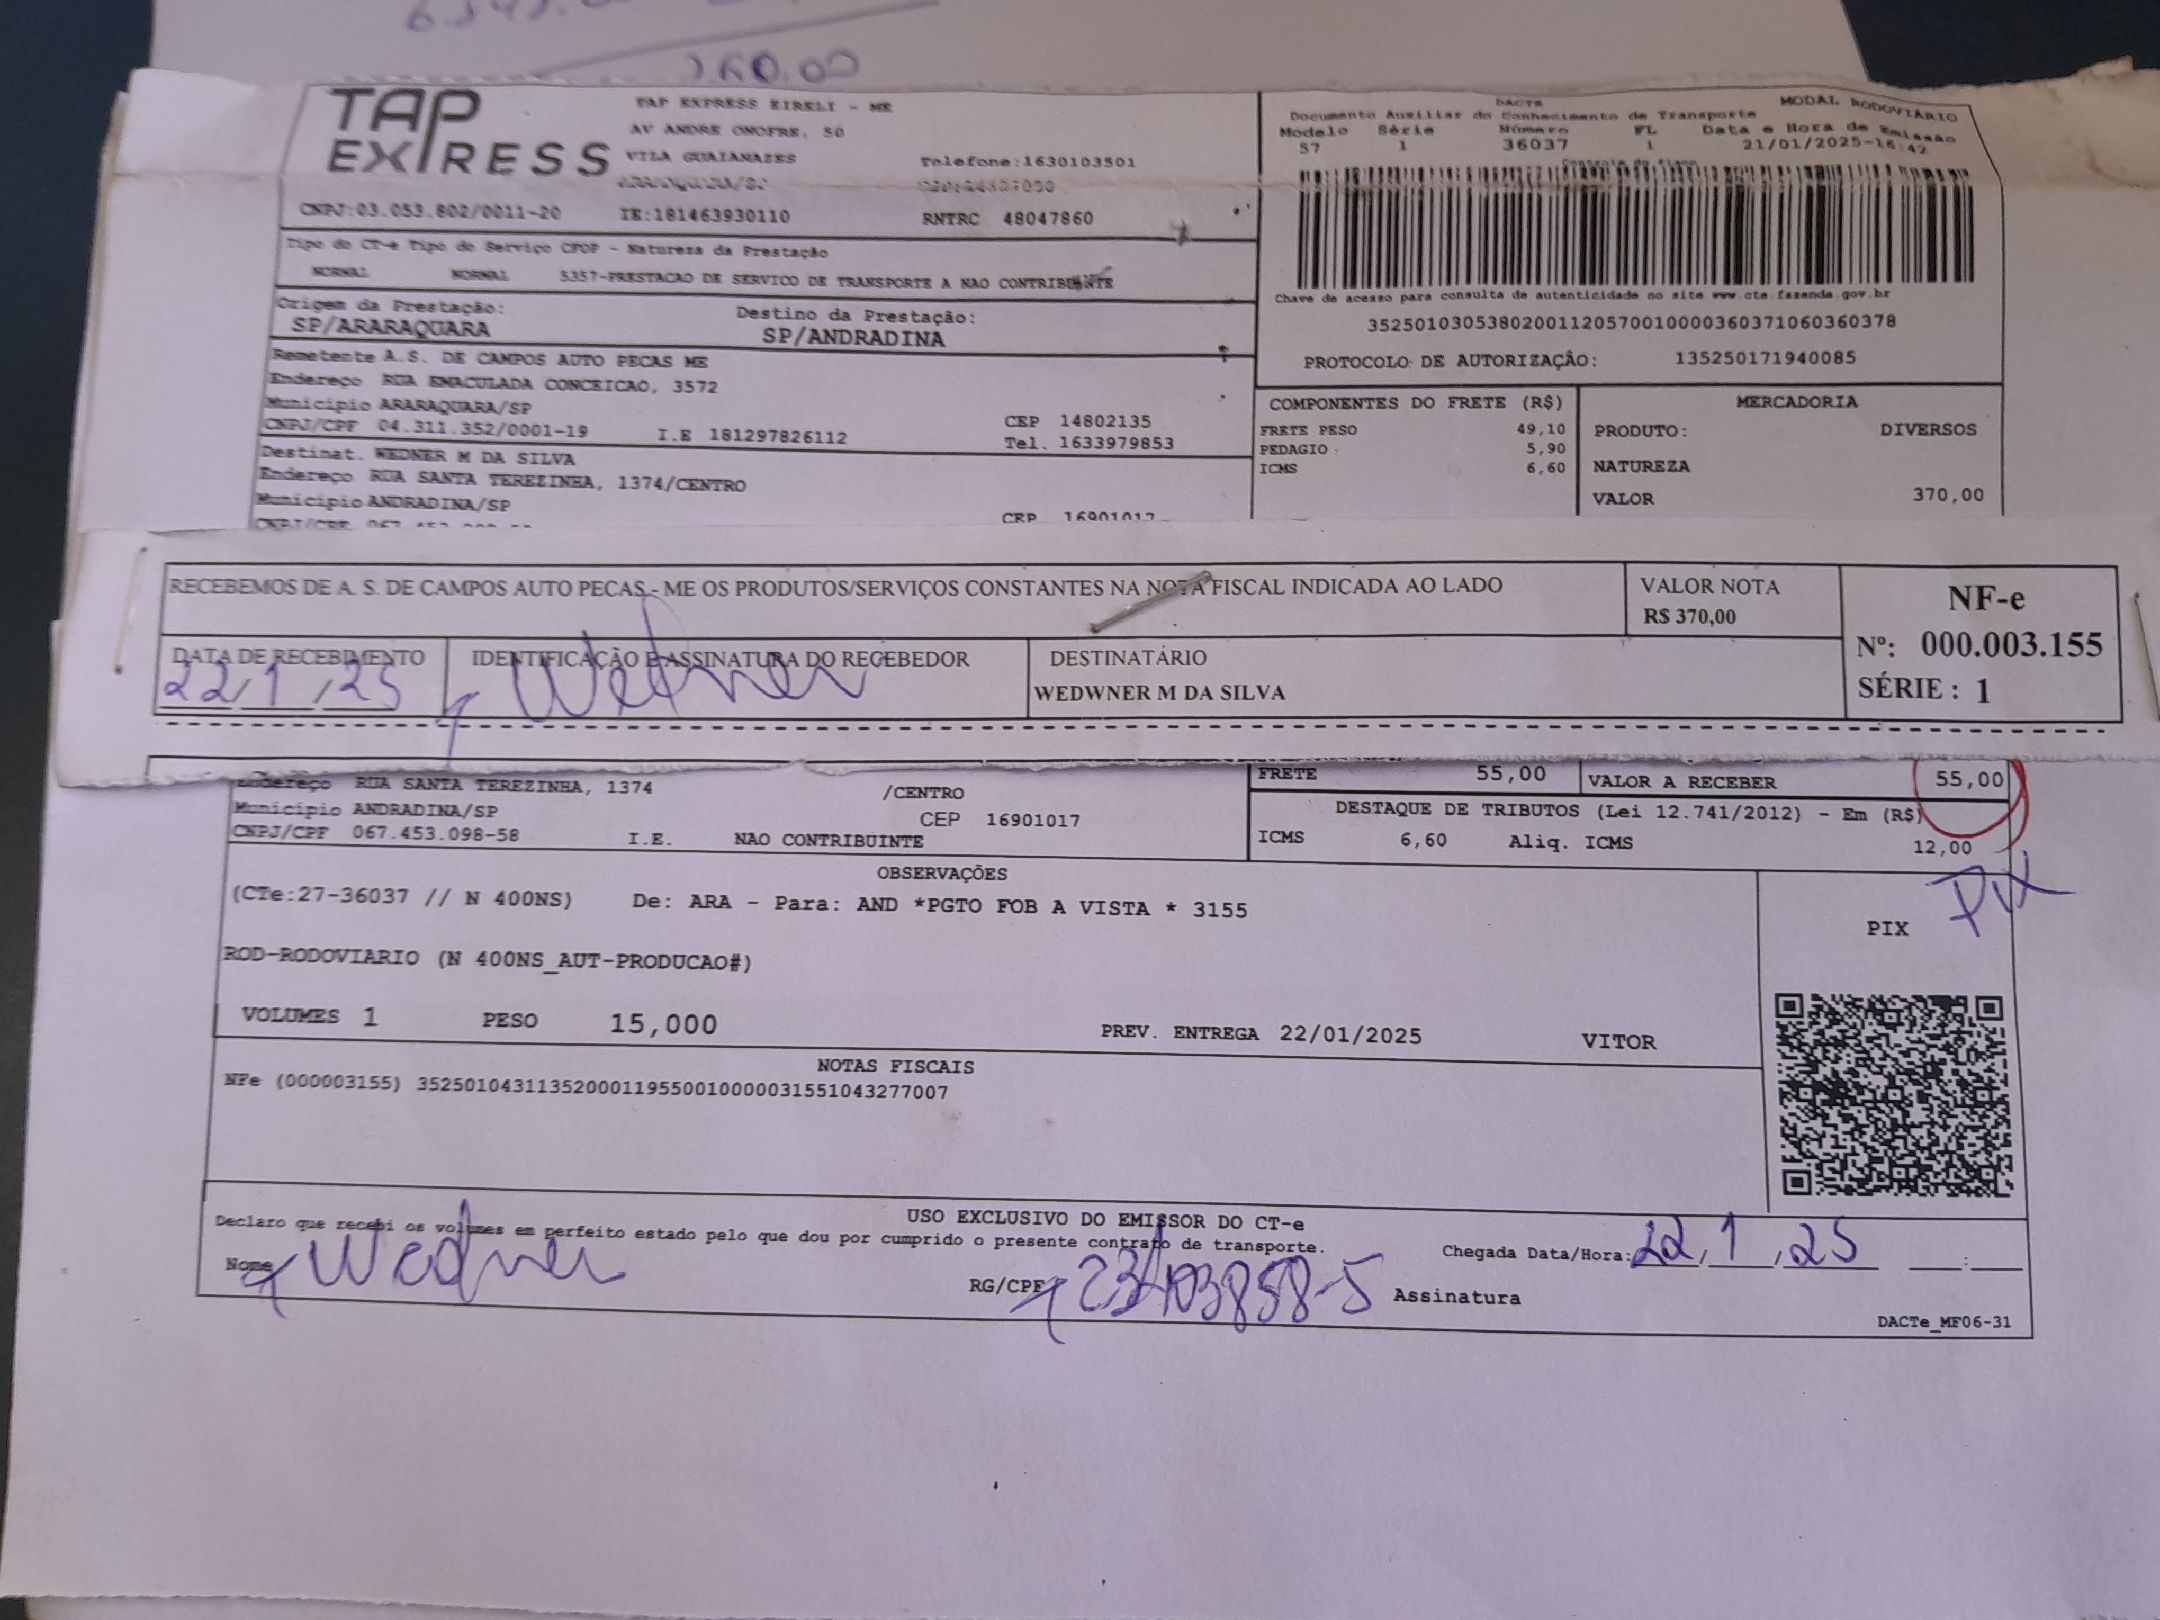 260.00
TAP EXPRESS
TAP EXPRESS EIRELI - ME
AV ANDRE ONOFRE, 50
VILA GUAIANAZES Telefone:1630103501
ARARAQUARA/SP
CNPJ:03.053.802/0011-20 IE:181463930110 RNTRC 48047860
DACTE MODAL RODOVIÁRIO
Documento Auxiliar do Conhecimento de Transporte
Modelo Série Número FL Data e Hora de Emissão
57 1 36037 1 21/01/2025-16:42
Controle do Fisco
Chave de acesso para consulta de autenticidade no site www.cte.fazenda.gov.br
35250103053802001120570010000360371060360378
PROTOCOLO DE AUTORIZAÇÃO: 135250171940085
Tipo do CT-e Tipo do Serviço CFOP - Natureza da Prestação
NORMAL NORMAL 5357-PRESTACAO DE SERVICO DE TRANSPORTE A NAO CONTRIBUINTE
Origem da Prestação: Destino da Prestação:
SP/ARARAQUARA SP/ANDRADINA
Remetente A.S. DE CAMPOS AUTO PECAS ME
Endereço RUA EMACULADA CONCEICAO, 3572
Município ARARAQUARA/SP CEP 14802135
CNPJ/CPF 04.311.352/0001-19 I.E 181297826112 Tel. 1633979853
Destinat. WEDNER M DA SILVA
Endereço RUA SANTA TEREZINHA, 1374/CENTRO
Município ANDRADINA/SP
CEP 16901017
COMPONENTES DO FRETE (R$)
FRETE PESO 49,10
PEDAGIO 5,90
ICMS 6,60
MERCADORIA
PRODUTO: DIVERSOS
NATUREZA
VALOR 370,00
RECEBEMOS DE A. S. DE CAMPOS AUTO PECAS - ME OS PRODUTOS/SERVIÇOS CONSTANTES NA NOTA FISCAL INDICADA AO LADO
VALOR NOTA
R$ 370,00
NF-e
Nº: 000.003.155
SÉRIE : 1
DATA DE RECEBIMENTO
22/1/25
IDENTIFICAÇÃO E ASSINATURA DO RECEBEDOR
Wedner
DESTINATÁRIO
WEDWNER M DA SILVA
Endereço RUA SANTA TEREZINHA, 1374 /CENTRO
Município ANDRADINA/SP CEP 16901017
CNPJ/CPF 067.453.098-58 I.E. NAO CONTRIBUINTE
FRETE 55,00 VALOR A RECEBER 55,00
DESTAQUE DE TRIBUTOS (Lei 12.741/2012) - Em (R$)
ICMS 6,60 Aliq. ICMS 12,00
OBSERVAÇÕES
(CTe:27-36037 // N 400NS) De: ARA - Para: AND *PGTO FOB A VISTA * 3155
ROD-RODOVIARIO (N 400NS_AUT-PRODUCAO#)
PIX
PIX
VOLUMES 1 PESO 15,000 PREV. ENTREGA 22/01/2025 VITOR
NOTAS FISCAIS
NFe (000003155) 35250104311352000119550010000031551043277007
USO EXCLUSIVO DO EMISSOR DO CT-e
Declaro que recebi os volumes em perfeito estado pelo que dou por cumprido o presente contrato de transporte.
Chegada Data/Hora: 22/1/25 __:__
Nome Wedner RG/CPF 23403858-5 Assinatura
DACTe_MF06-31